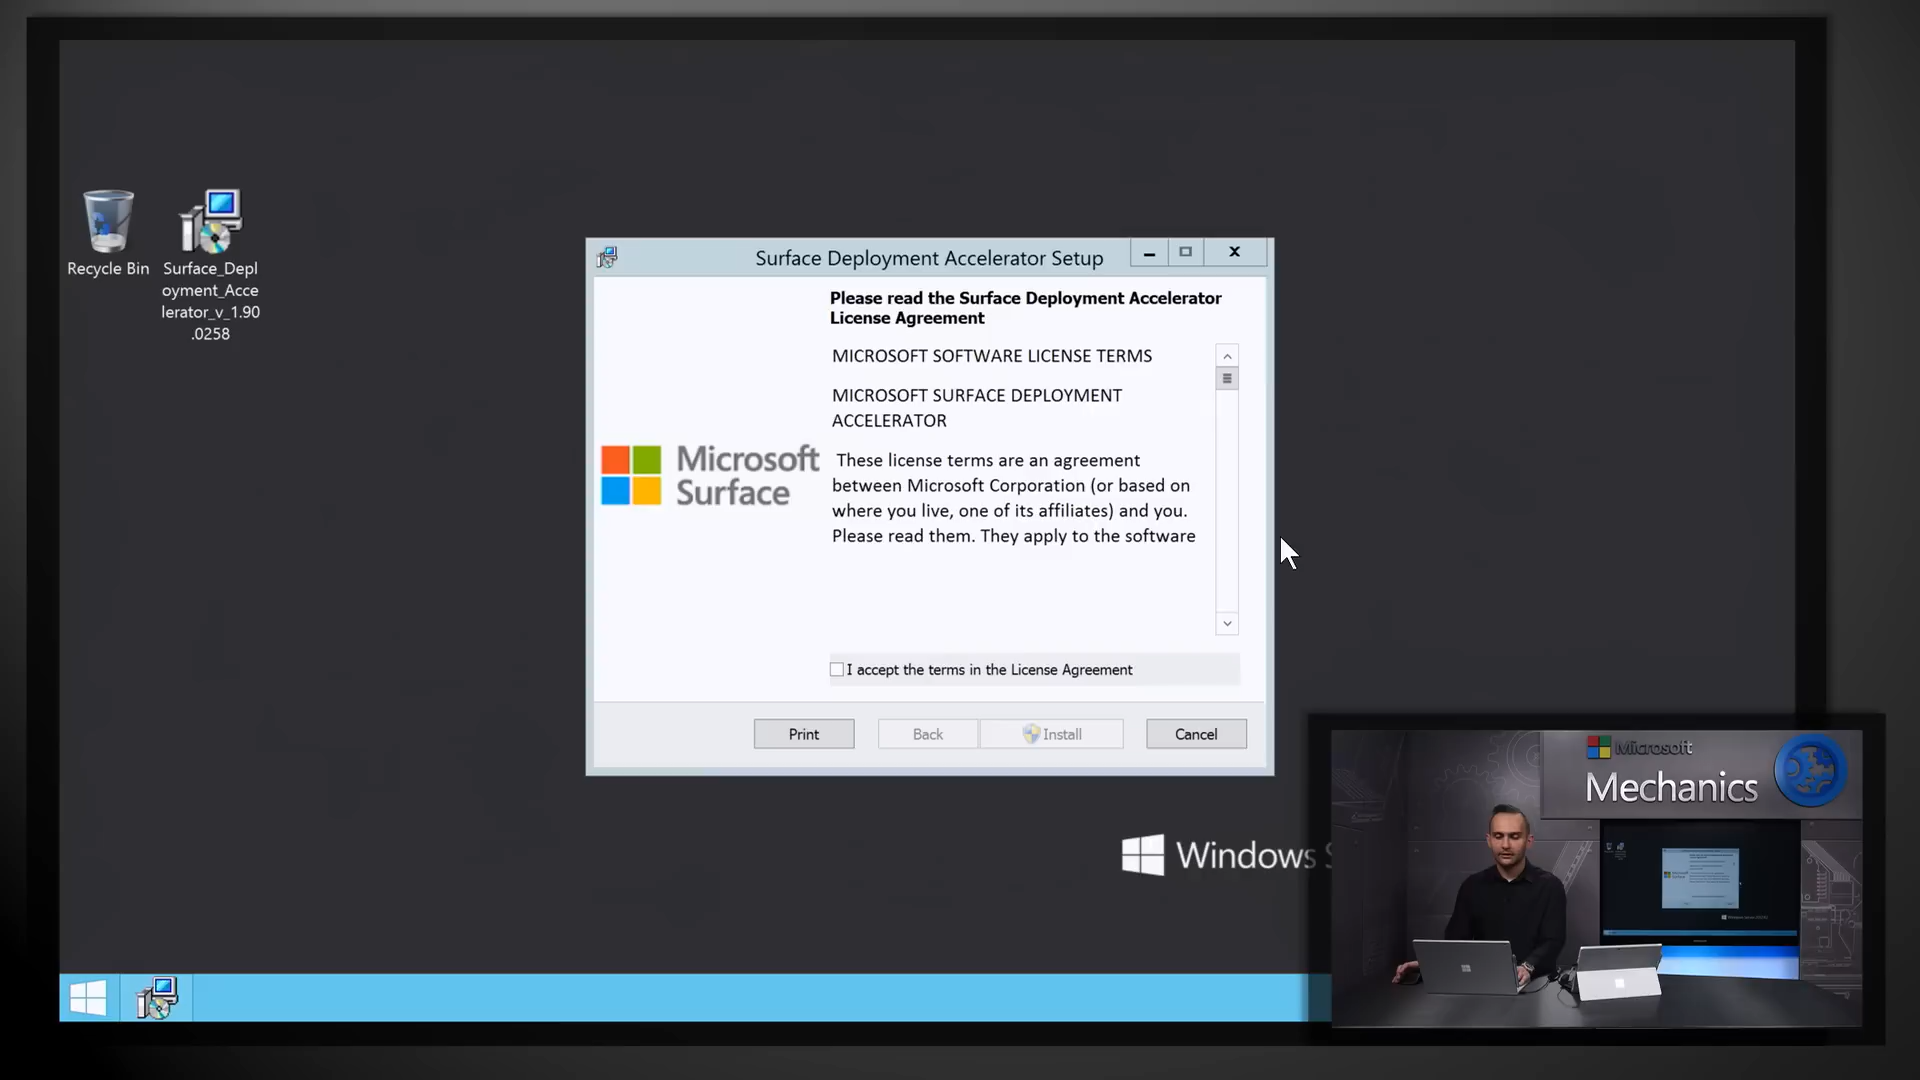 Recycle Bin
Surface_Depl
oyment_Acce
lerator_v_1.90
.0258
Surface Deployment Accelerator Setup
Please read the Surface Deployment Accelerator
License Agreement
MICROSOFT SOFTWARE LICENSE TERMS
MICROSOFT SURFACE DEPLOYMENT
ACCELERATOR
These license terms are an agreement
between Microsoft Corporation (or based on
where you live, one of its affiliates) and you.
Please read them. They apply to the software
Microsoft
Surface
I accept the terms in the License Agreement
Print
Back
Install
Cancel
Windows S
Microsoft
Mechanics